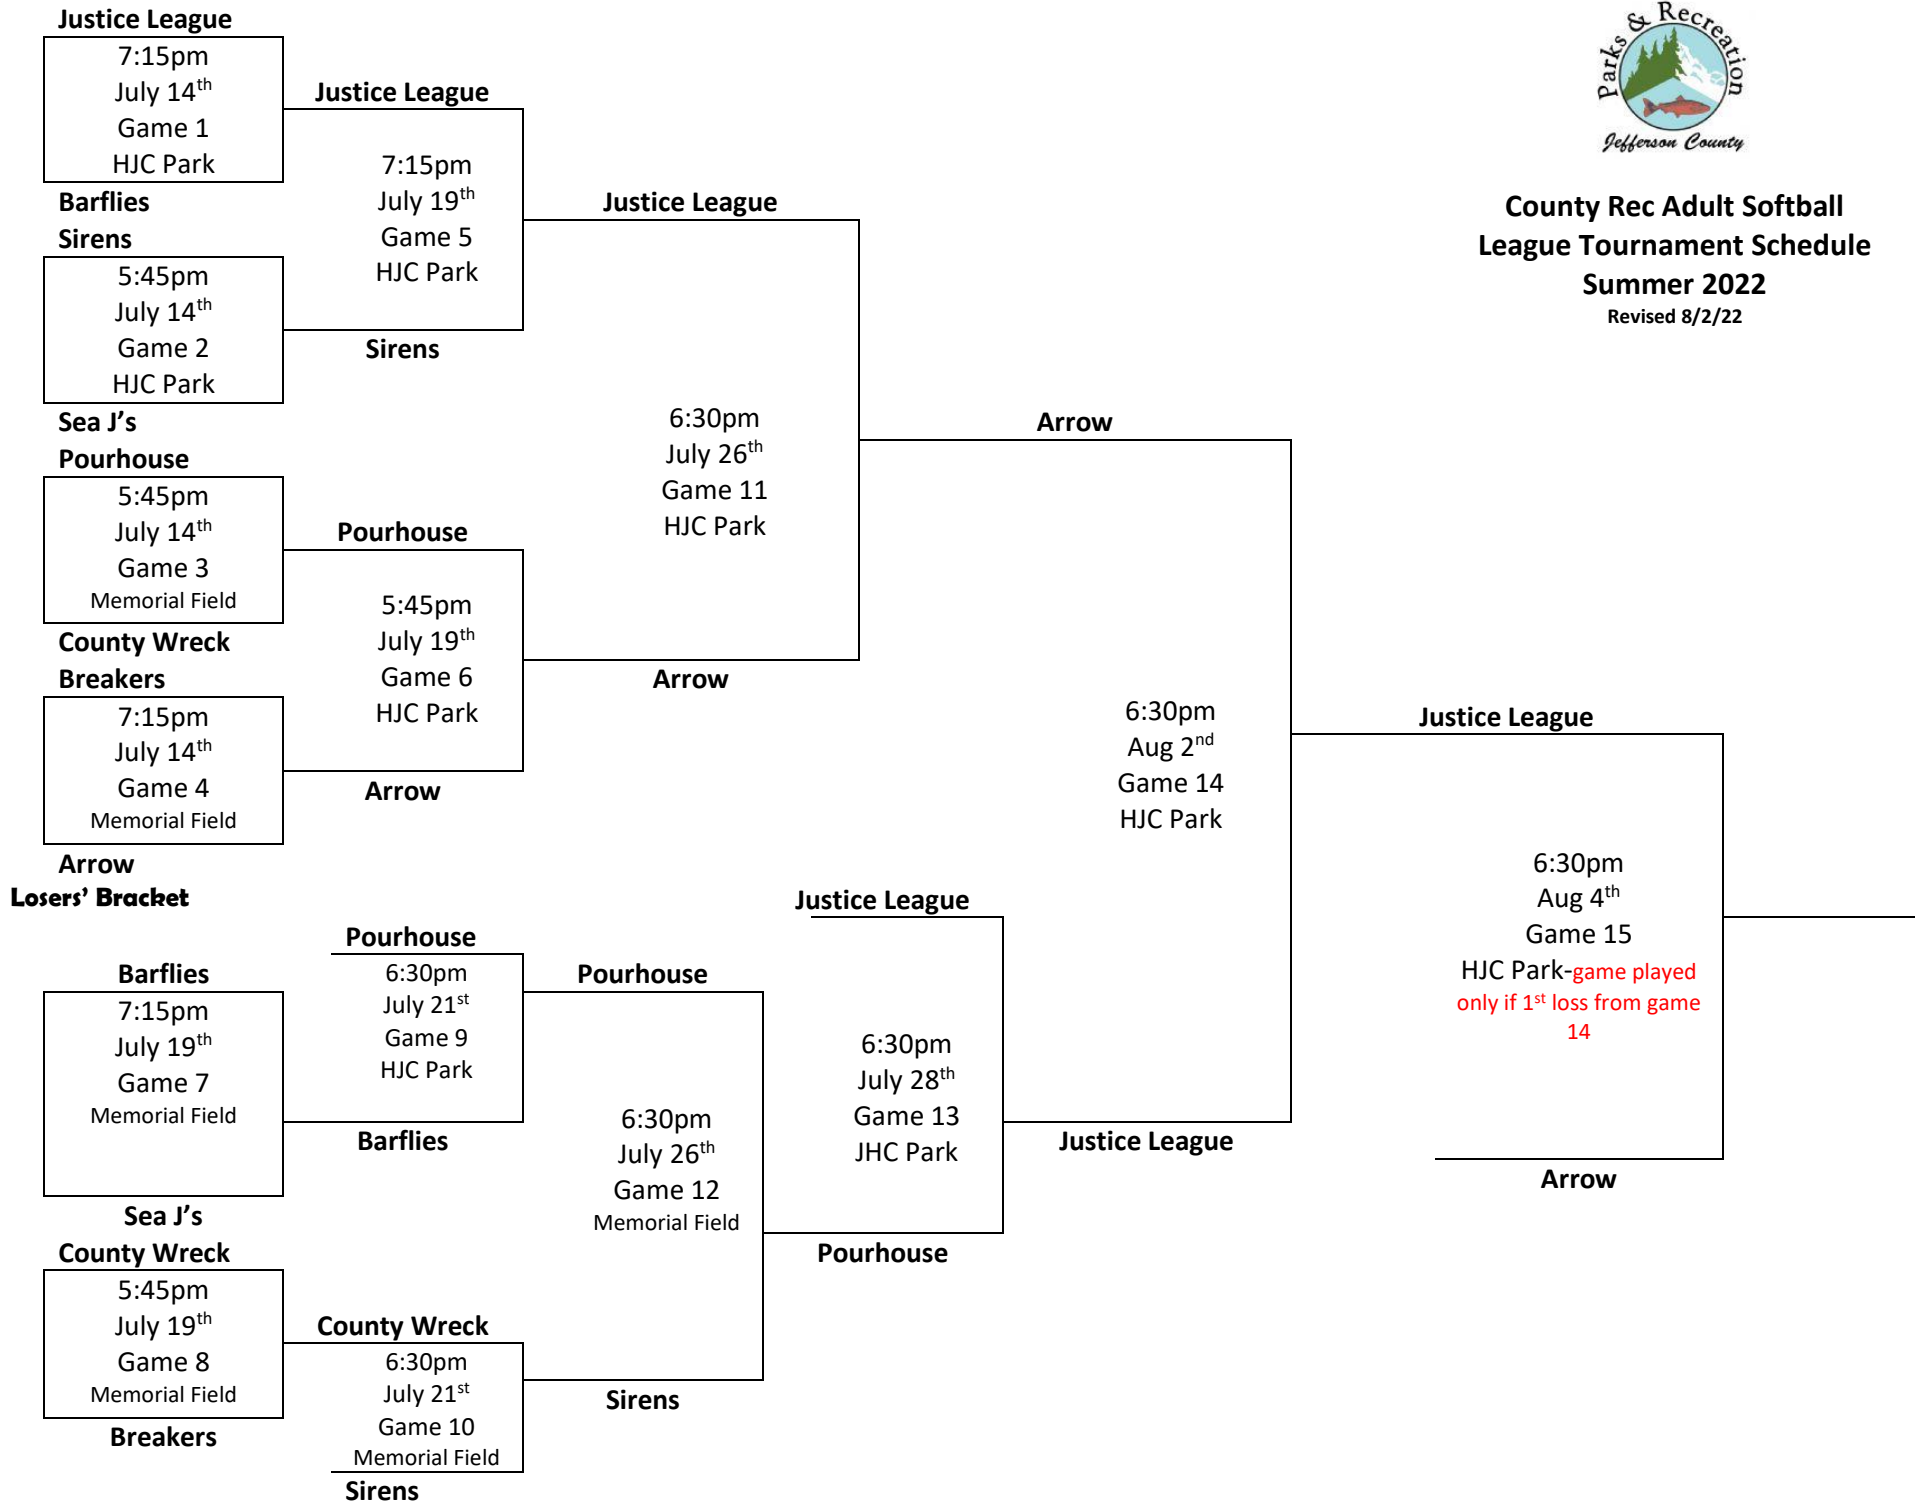 Parks & Recreation
Jefferson County
County Rec Adult Softball
League Tournament Schedule
Summer 2022
Revised 8/2/22
Justice League
7:15pm
July 14th
Game 1
HJC Park
Barflies
Sirens
5:45pm
July 14th
Game 2
HJC Park
Sea J’s
Pourhouse
5:45pm
July 14th
Game 3
Memorial Field
County Wreck
Breakers
7:15pm
July 14th
Game 4
Memorial Field
Arrow
Justice League
7:15pm
July 19th
Game 5
HJC Park
Sirens
Pourhouse
5:45pm
July 19th
Game 6
HJC Park
Arrow
Justice League
6:30pm
July 26th
Game 11
HJC Park
Arrow
Arrow
6:30pm
Aug 2nd
Game 14
HJC Park
Justice League
Justice League
6:30pm
Aug 4th
Game 15
HJC Park-game played
only if 1st loss from game
14
Arrow
Losers’ Bracket
Barflies
7:15pm
July 19th
Game 7
Memorial Field
Sea J’s
County Wreck
5:45pm
July 19th
Game 8
Memorial Field
Breakers
Pourhouse
6:30pm
July 21st
Game 9
HJC Park
Barflies
County Wreck
6:30pm
July 21st
Game 10
Memorial Field
Sirens
Pourhouse
6:30pm
July 26th
Game 12
Memorial Field
Sirens
Justice League
6:30pm
July 28th
Game 13
JHC Park
Pourhouse